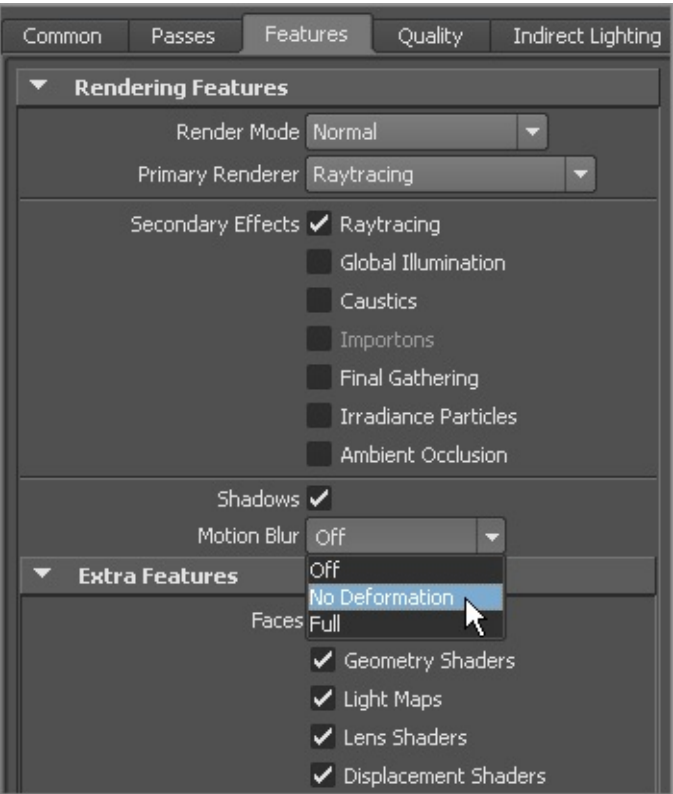 Common Passes Features Quality Indirect Lighting
Rendering Features
Render Mode Normal
Primary Renderer Raytracing
Secondary Effects Raytracing
Global Illumination
Caustics
Importons
Final Gathering
Irradiance Particles
Ambient Occlusion
Shadows
Motion Blur Off
Off
Extra Features
No Deformation
Faces Full
Geometry Shaders
Light Maps
Lens Shaders
Displacement Shaders